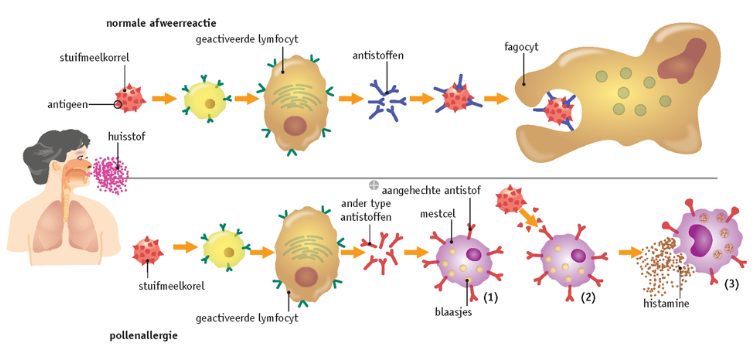 normale afweerreactie
geactiveerde lymfocyt
stuifmeelkorrel
antistoffen
fagocyt
antigeen
huisstof
aangehechte antistof
ander type
antistoffen
mestcel
stuifmeelkorrel
(1)
(2)
(3)
histamine
blaasjes
geactiveerde lymfocyt
pollenallergie